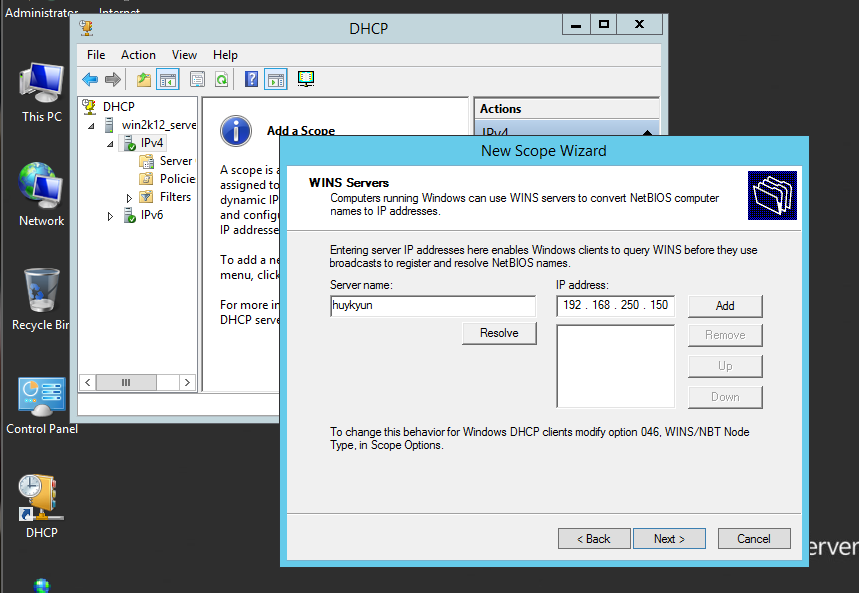 Administrator
Internet
This PC
Network
Recycle Bin
Control Panel
DHCP
DHCP
File Action View Help
DHCP
win2k12_serve
IPv4
Server
Policie
Filters
IPv6
Add a Scope
A scope is a
assigned to
dynamic IP
and config
IP addresse
To add a ne
menu, click
For more in
DHCP serve
Actions
IPv4
New Scope Wizard
WINS Servers
Computers running Windows can use WINS servers to convert NetBIOS computer
names to IP addresses.
Entering server IP addresses here enables Windows clients to query WINS before they use
broadcasts to register and resolve NetBIOS names.
Server name:
IP address:
huykyun
192 . 168 . 250 . 150
Add
Resolve
Remove
Up
Down
To change this behavior for Windows DHCP clients modify option 046, WINS/NBT Node
Type, in Scope Options.
< Back
Next >
Cancel
erver